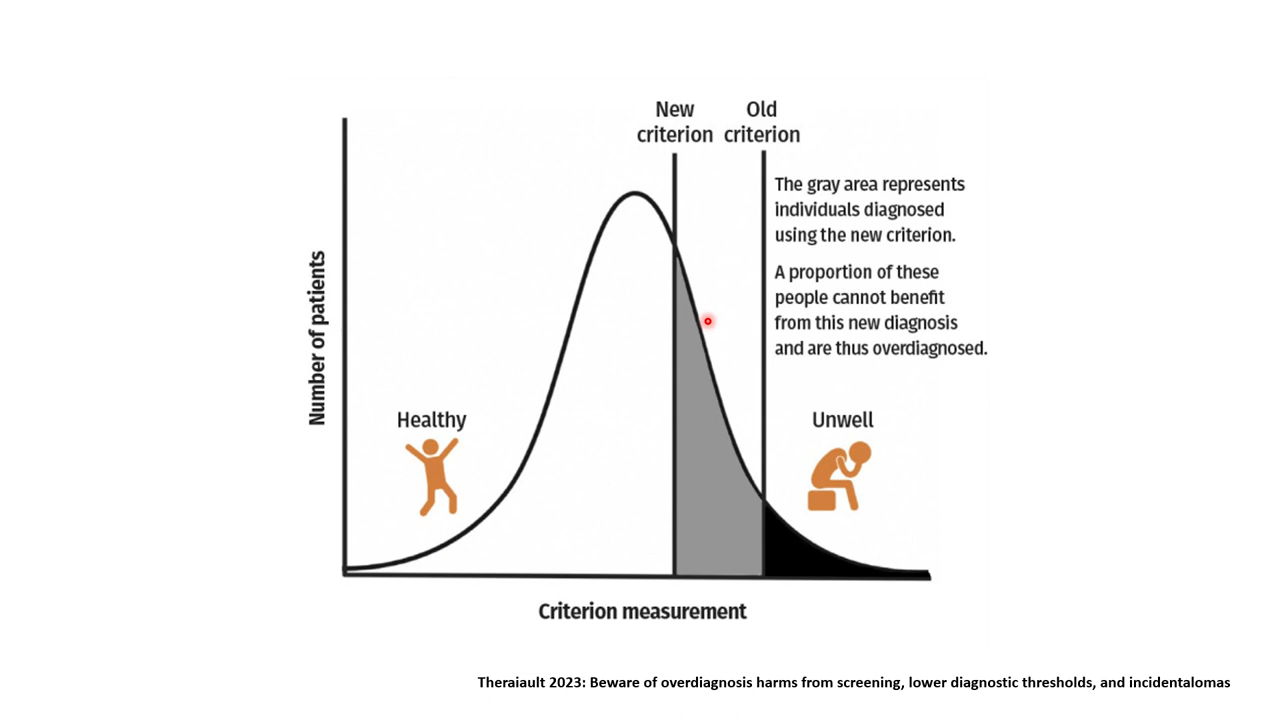 New
criterion
Old
criterion
The gray area represents
individuals diagnosed
using the new criterion.
A proportion of these
people cannot benefit
from this new diagnosis
and are thus overdiagnosed.
Number of patients
Healthy
Unwell
Criterion measurement
Theraiault 2023: Beware of overdiagnosis harms from screening, lower diagnostic thresholds, and incidentalomas